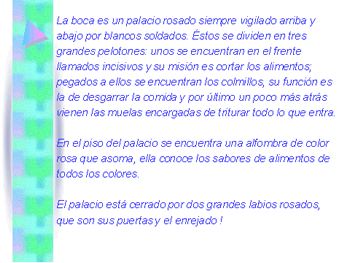 La boca es un palacio rosado siempre vigilado arriba y
abajo por blancos soldados. Éstos se dividen en tres
grandes pelotones: unos se encuentran en el frente
llamados incisivos y su misión es cortar los alimentos;
pegados a ellos se encuentran los colmillos, su función es
la de desgarrar la comida y por último un poco más atrás
vienen las muelas encargadas de triturar todo lo que entra.
En el piso del palacio se encuentra una alfombra de color
rosa que asoma, ella conoce los sabores de alimentos de
todos los colores.
El palacio está cerrado por dos grandes labios rosados,
que son sus puertas y el enrejado !